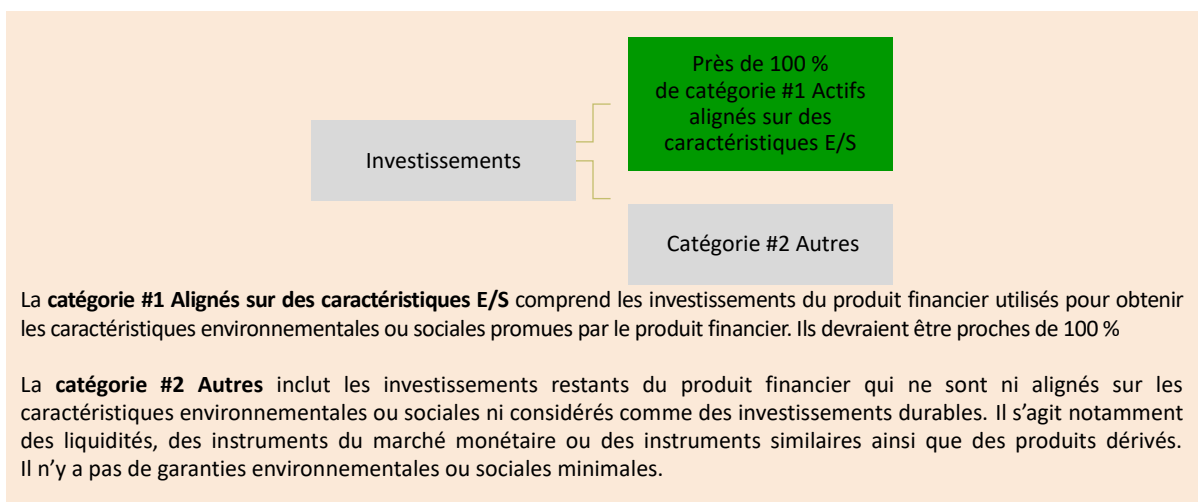 Près de 100 %
de catégorie #1 Actifs
alignés sur des
caractéristiques E/S
Investissements
Catégorie #2 Autres
La catégorie #1 Alignés sur des caractéristiques E/S comprend les investissements du produit financier utilisés pour obtenir
les caractéristiques environnementales ou sociales promues par le produit financier. Ils devraient être proches de 100 %
La catégorie #2 Autres inclut les investissements restants du produit financier qui ne sont ni alignés sur les
caractéristiques environnementales ou sociales ni considérés comme des investissements durables. Il s’agit notamment
des liquidités, des instruments du marché monétaire ou des instruments similaires ainsi que des produits dérivés.
Il n’y a pas de garanties environnementales ou sociales minimales.